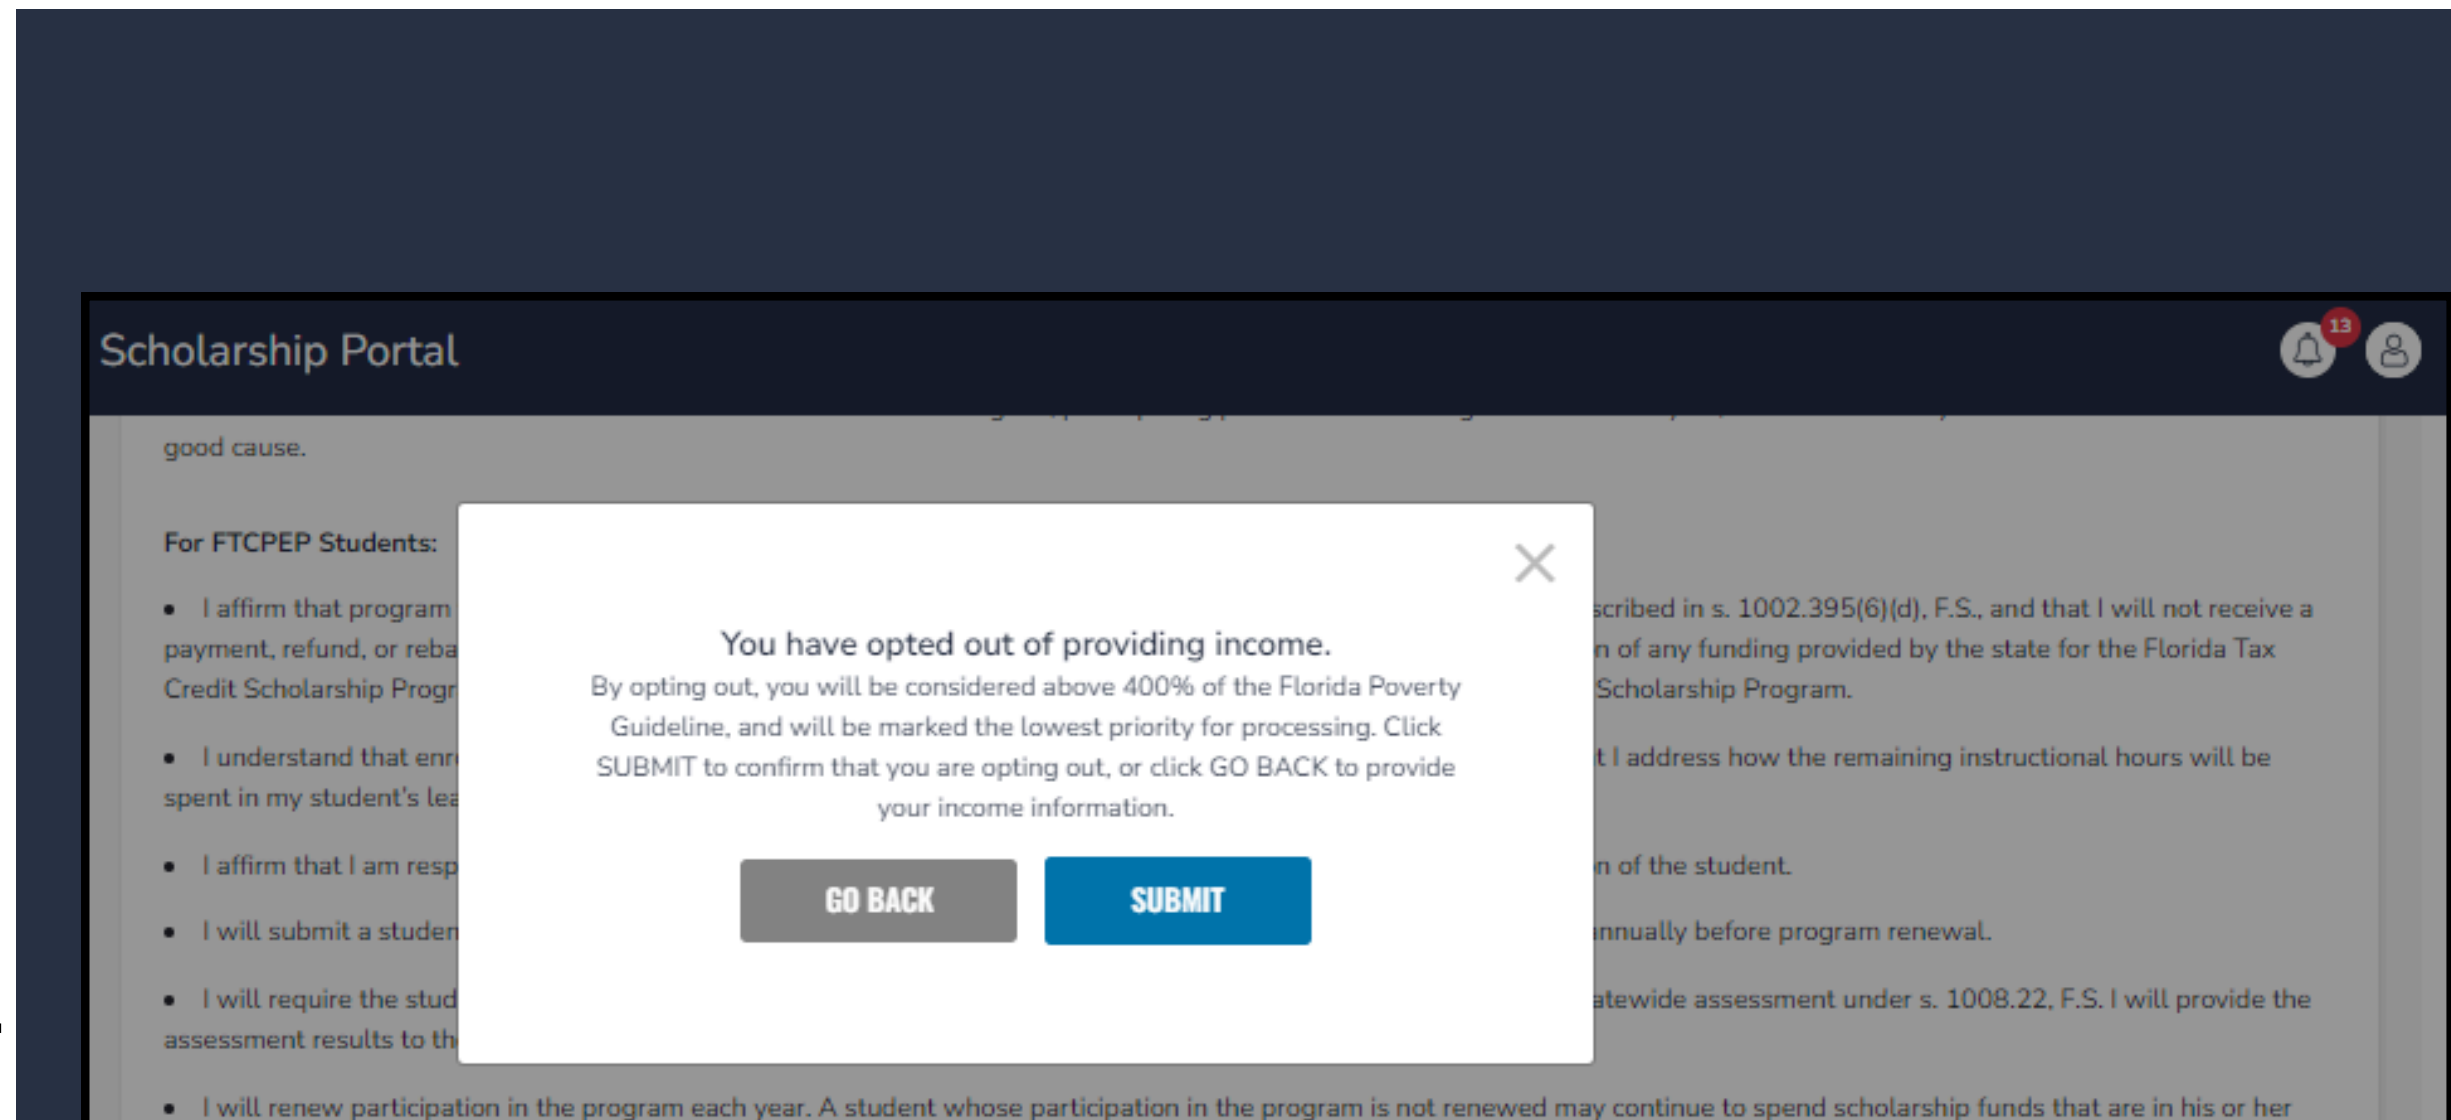 Scholarship Portal
13
good cause.
For FTCPEP Students:
• I affirm that program
scribed in s. 1002.395(6)(d), F.S., and that I will not receive a
payment, refund, or reba
n of any funding provided by the state for the Florida Tax
Credit Scholarship Progr
Scholarship Program.
• I understand that enr
t I address how the remaining instructional hours will be
spent in my student's lea
• I affirm that I am resp
n of the student.
• I will submit a studen
annually before program renewal.
• I will require the stud
atewide assessment under s. 1008.22, F.S. I will provide the
assessment results to th
You have opted out of providing income.
By opting out, you will be considered above 400% of the Florida Poverty
Guideline, and will be marked the lowest priority for processing. Click
SUBMIT to confirm that you are opting out, or click GO BACK to provide
your income information.
GO BACK
SUBMIT
• I will renew participation in the program each year. A student whose participation in the program is not renewed may continue to spend scholarship funds that are in his or her